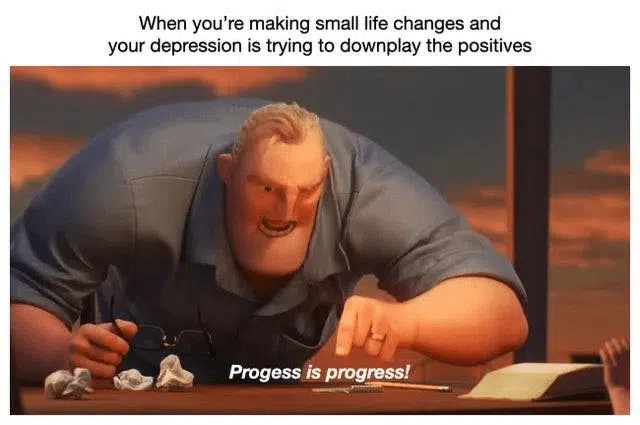 When you’re making small life changes and
your depression is trying to downplay the positives
Progess is progress!